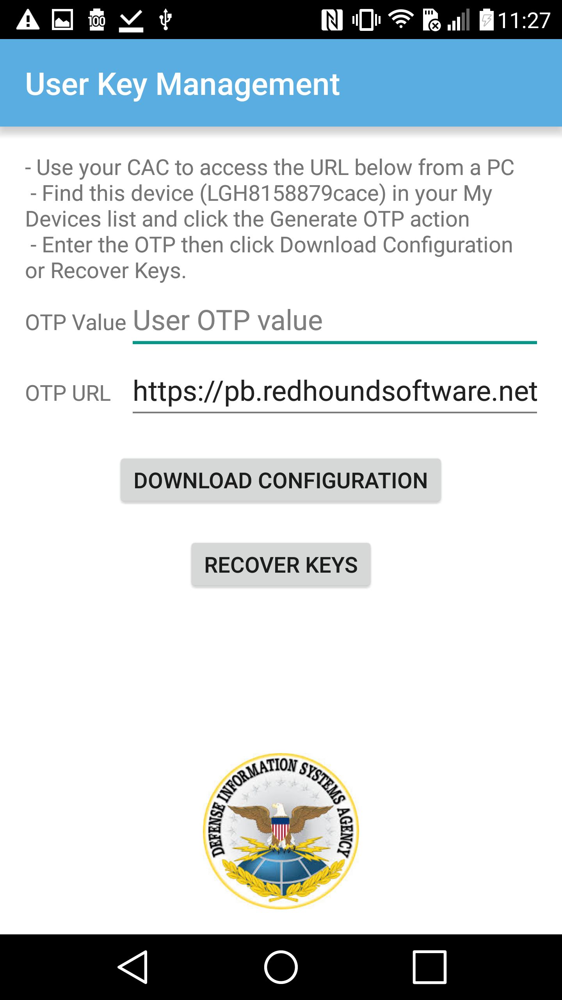 100
11:27
User Key Management
- Use your CAC to access the URL below from a PC
- Find this device (LGH8158879cace) in your My
Devices list and click the Generate OTP action
- Enter the OTP then click Download Configuration
or Recover Keys.
OTP Value User OTP value
OTP URL https://pb.redhoundsoftware.net
DOWNLOAD CONFIGURATION
RECOVER KEYS
DEFENSE INFORMATION SYSTEMS AGENCY